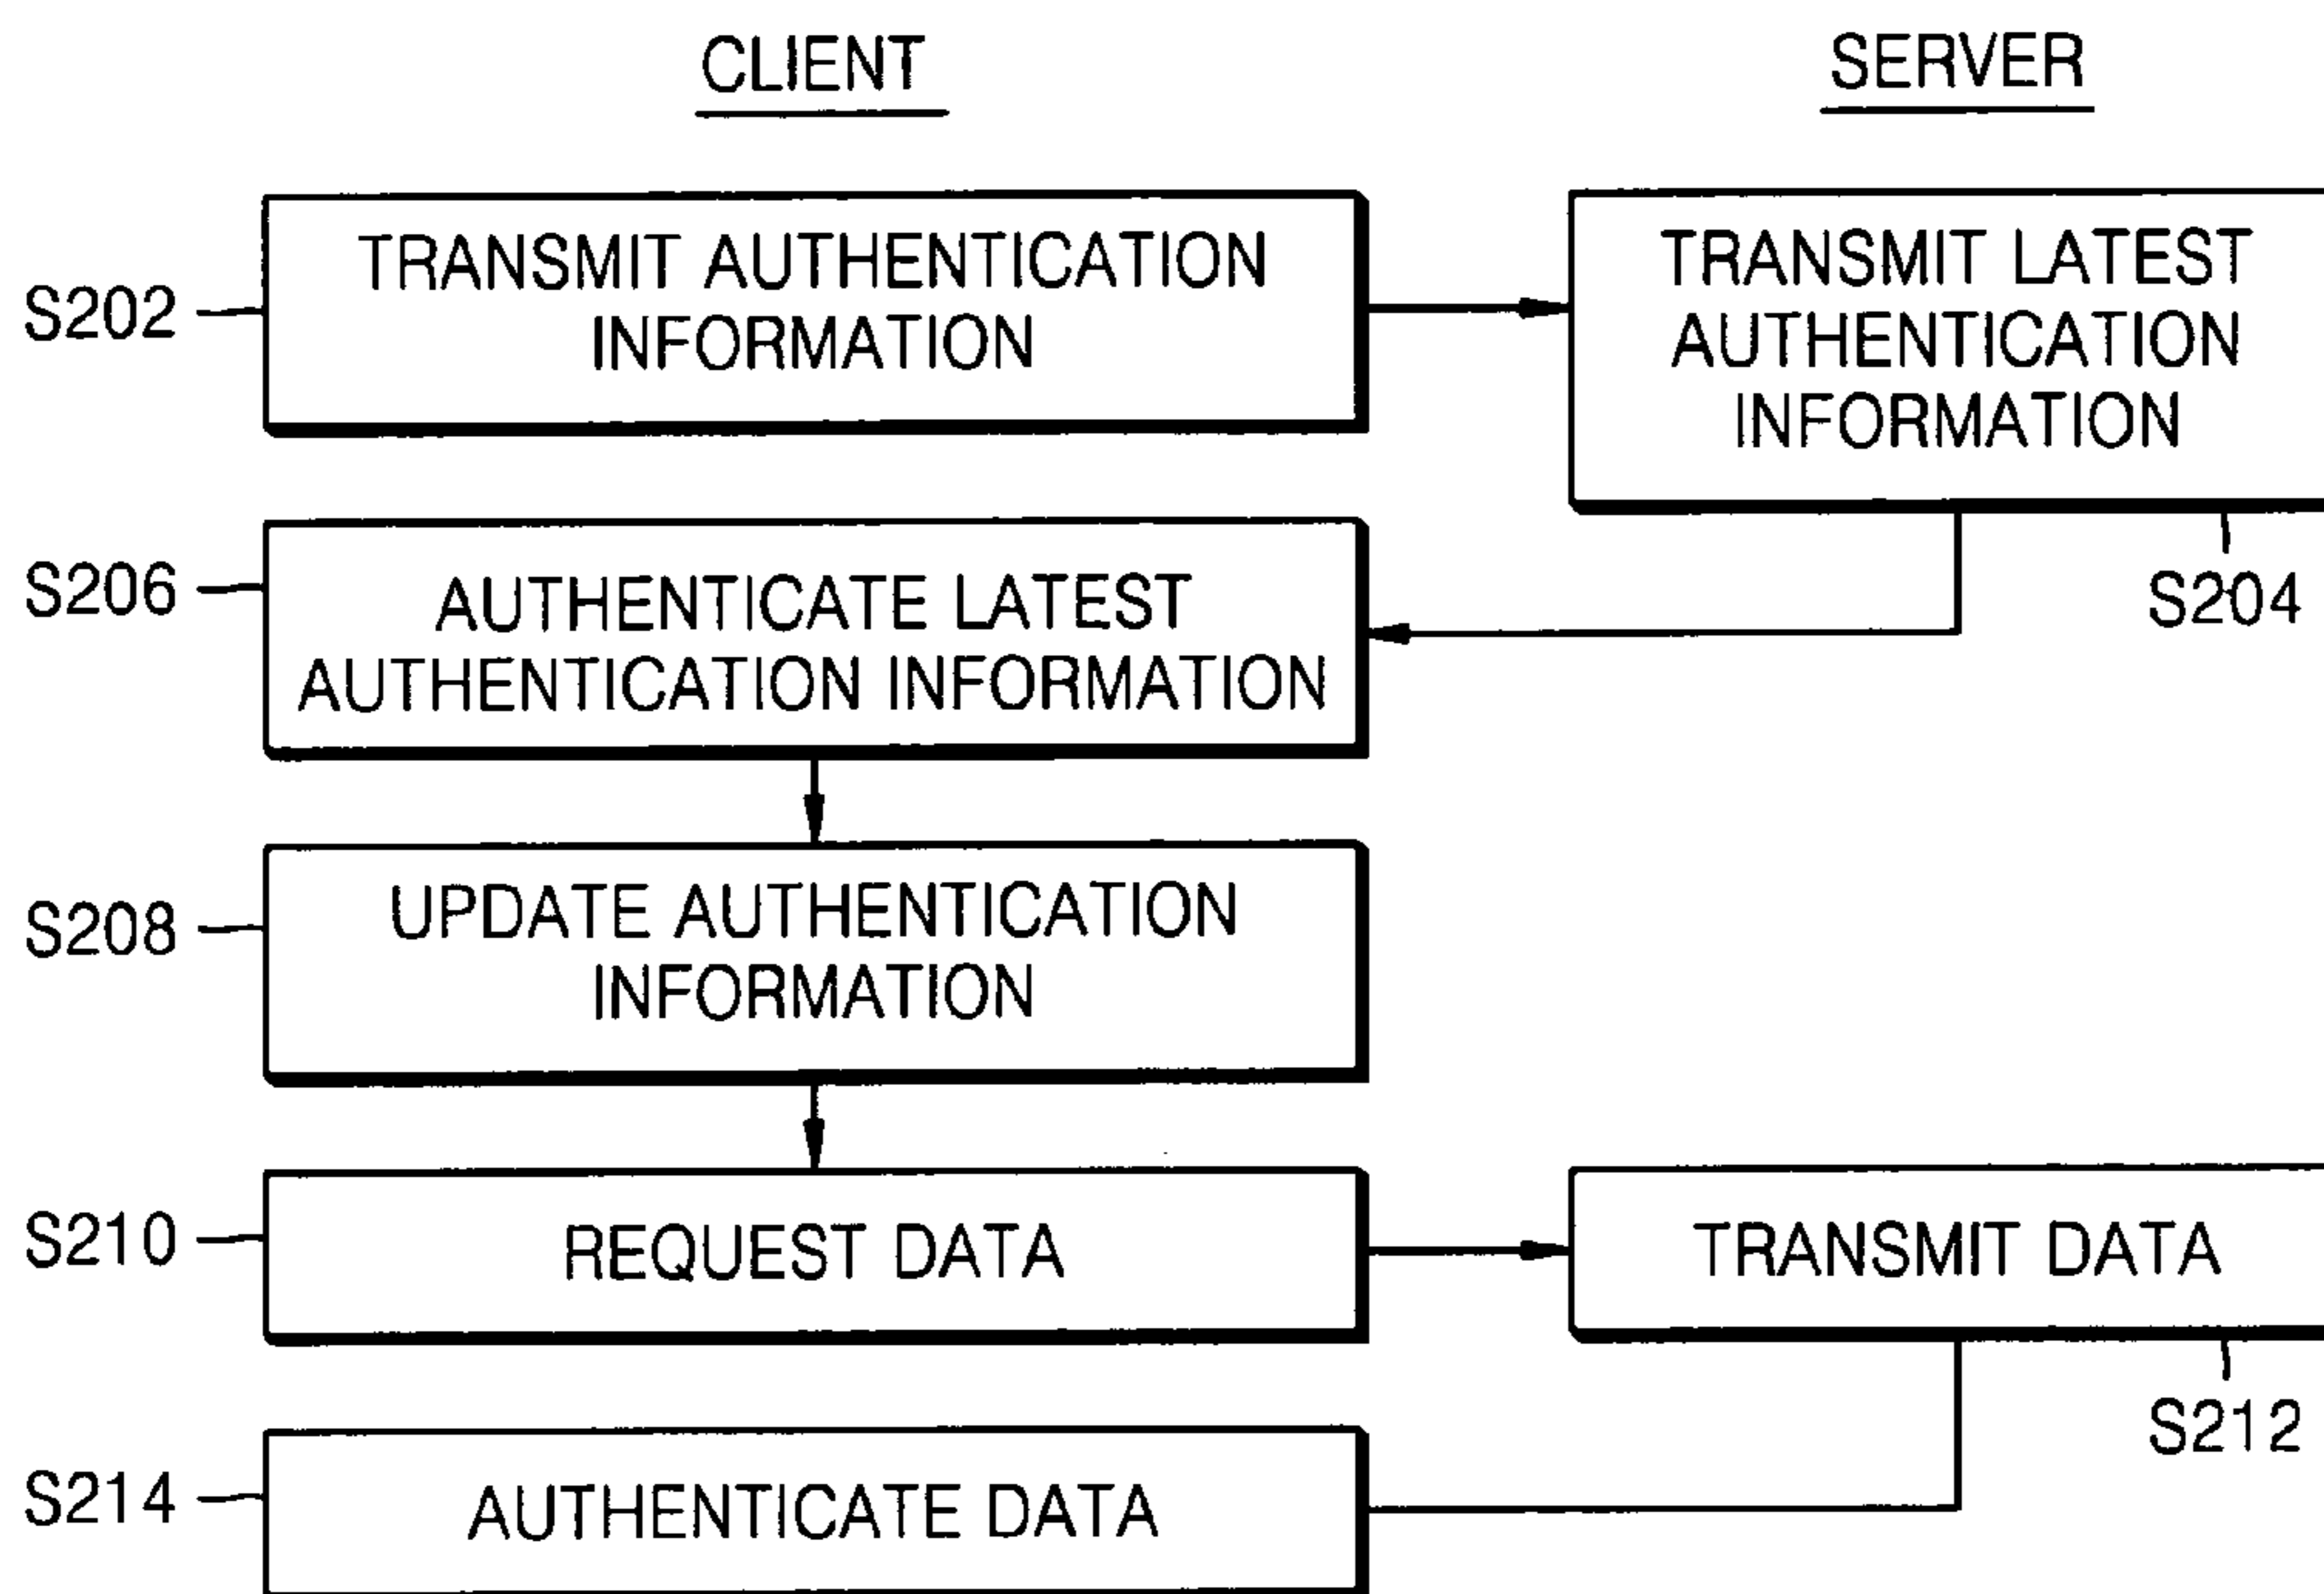 CLIENT
SERVER
S202
TRANSMIT AUTHENTICATION
INFORMATION
TRANSMIT LATEST
AUTHENTICATION
INFORMATION
S204
S206
AUTHENTICATE LATEST
AUTHENTICATION INFORMATION
S208
UPDATE AUTHENTICATION
INFORMATION
S210
REQUEST DATA
TRANSMIT DATA
S212
S214
AUTHENTICATE DATA